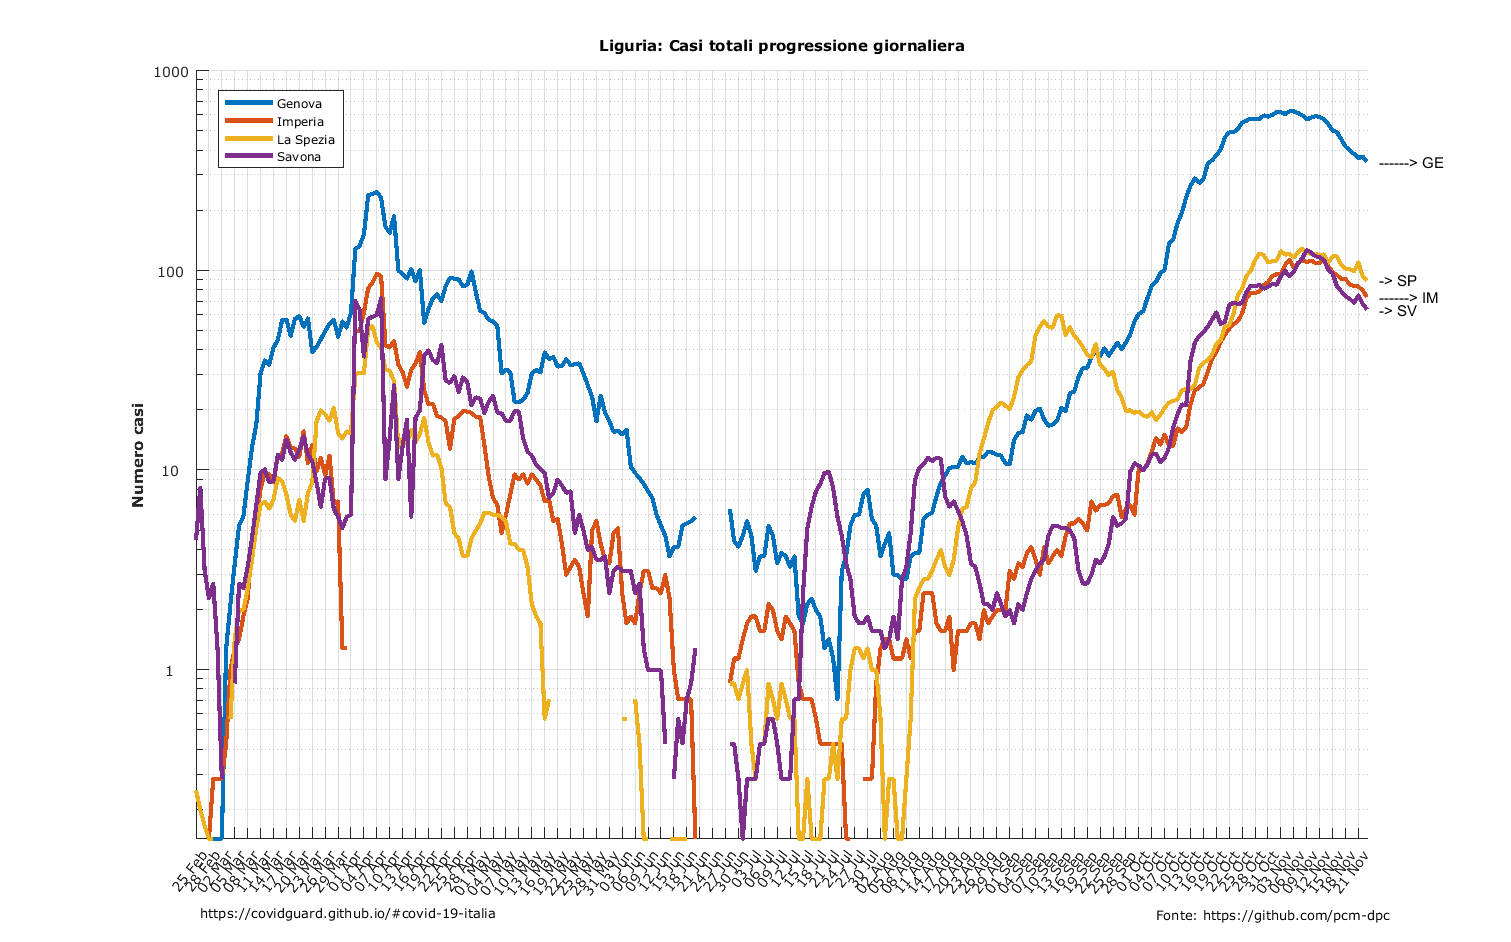 Liguria: Casi totali progressione giornaliera
1000
100
10
1
Numero casi
Genova
Imperia
La Spezia
Savona
------> GE
-> SP
------> IM
-> SV
25 Feb
28 Feb
02 Mar
05 Mar
08 Mar
11 Mar
14 Mar
17 Mar
20 Mar
23 Mar
26 Mar
29 Mar
01 Apr
04 Apr
07 Apr
10 Apr
13 Apr
16 Apr
19 Apr
22 Apr
25 Apr
28 Apr
01 May
04 May
07 May
10 May
13 May
16 May
19 May
22 May
25 May
28 May
31 May
03 Jun
06 Jun
09 Jun
12 Jun
15 Jun
18 Jun
21 Jun
24 Jun
27 Jun
30 Jun
03 Jul
06 Jul
09 Jul
12 Jul
15 Jul
18 Jul
21 Jul
24 Jul
27 Jul
30 Jul
02 Aug
05 Aug
08 Aug
11 Aug
14 Aug
17 Aug
20 Aug
23 Aug
26 Aug
29 Aug
01 Sep
04 Sep
07 Sep
10 Sep
13 Sep
16 Sep
19 Sep
22 Sep
25 Sep
28 Sep
01 Oct
04 Oct
07 Oct
10 Oct
13 Oct
16 Oct
19 Oct
22 Oct
25 Oct
28 Oct
31 Oct
03 Nov
06 Nov
09 Nov
12 Nov
15 Nov
18 Nov
21 Nov
https://covidguard.github.io/#covid-19-italia
Fonte: https://github.com/pcm-dpc